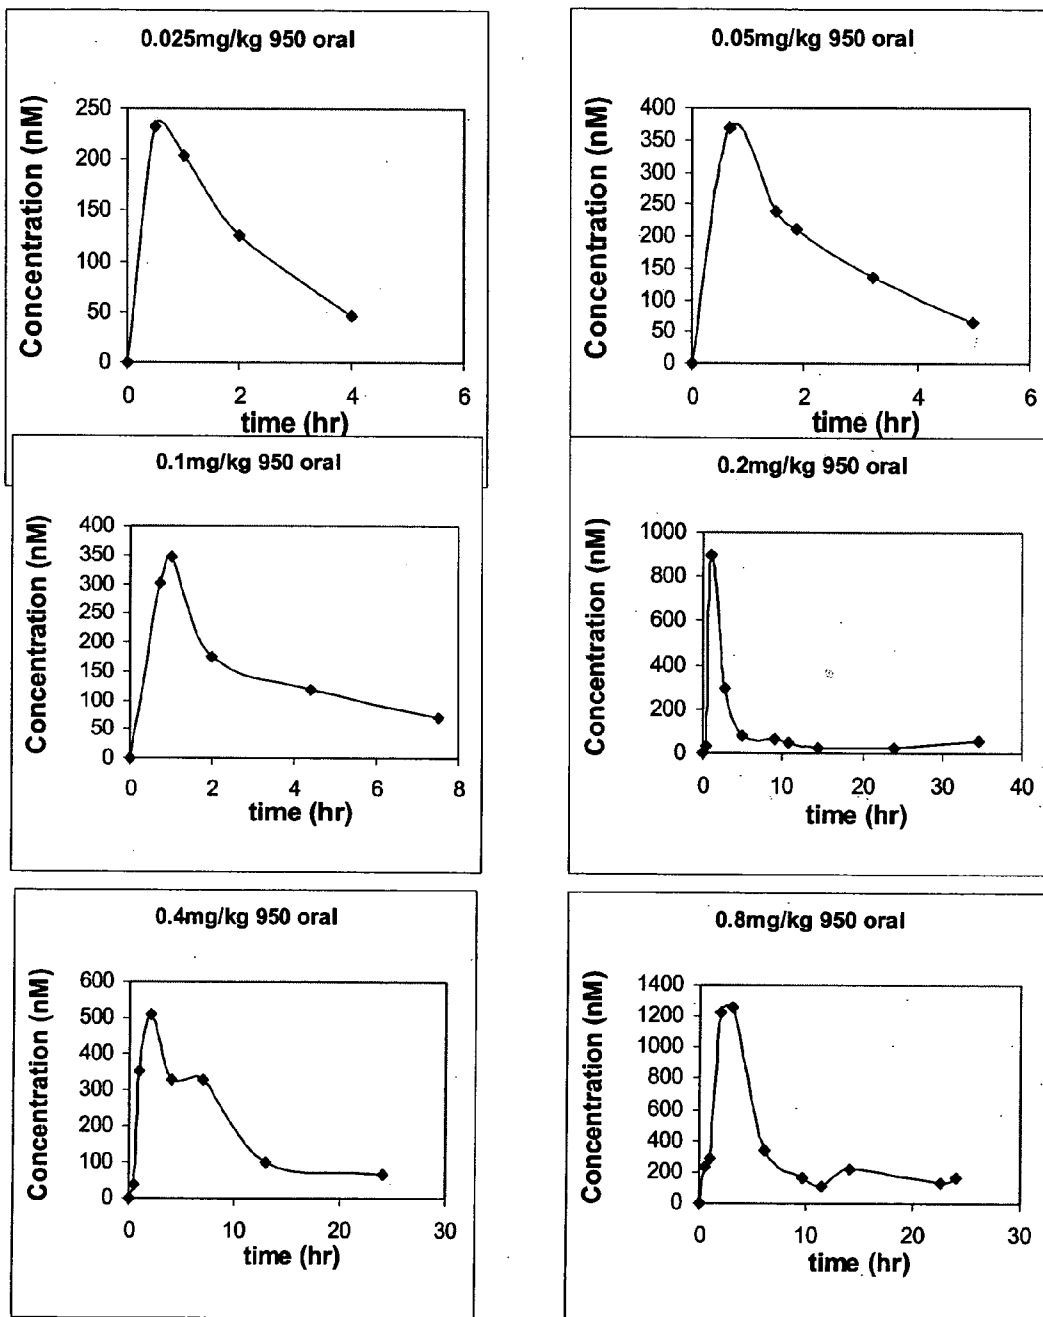 0.025mg/kg 950 oral
Concentration (nM)
250
200
150
100
50
0
0 2 4 6
time (hr)
0.05mg/kg 950 oral
Concentration (nM)
400
350
300
250
200
150
100
50
0
0 2 4 6
time (hr)
0.1mg/kg 950 oral
Concentration (nM)
400
350
300
250
200
150
100
50
0
0 2 4 6 8
time (hr)
0.2mg/kg 950 oral
Concentration (nM)
1000
800
600
400
200
0
0 10 20 30 40
time (hr)
0.4mg/kg 950 oral
Concentration (nM)
600
500
400
300
200
100
0
0 10 20 30
time (hr)
0.8mg/kg 950 oral
Concentration (nM)
1400
1200
1000
800
600
400
200
0
0 10 20 30
time (hr)